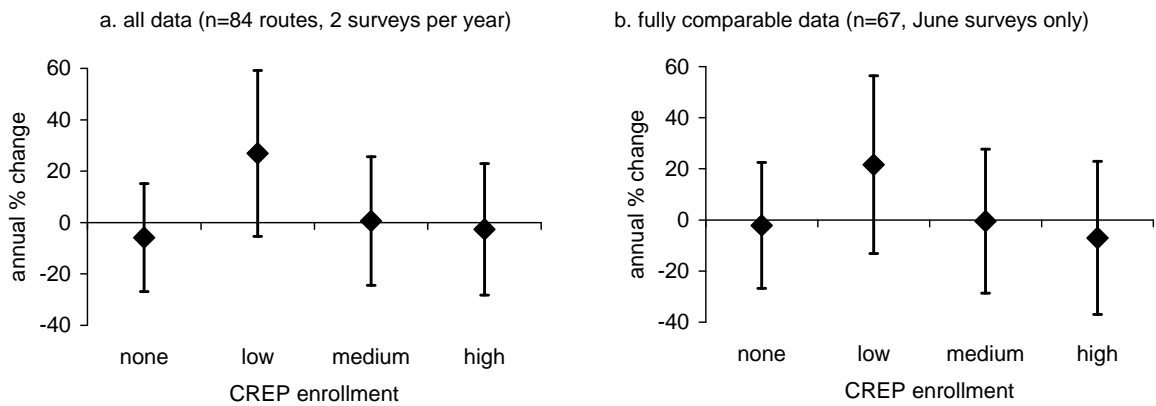 a. all data (n=84 routes, 2 surveys per year)
annual % change
60
40
20
0
-20
-40
none low medium high
CREP enrollment
b. fully comparable data (n=67, June surveys only)
annual % change
60
40
20
0
-20
-40
none low medium high
CREP enrollment